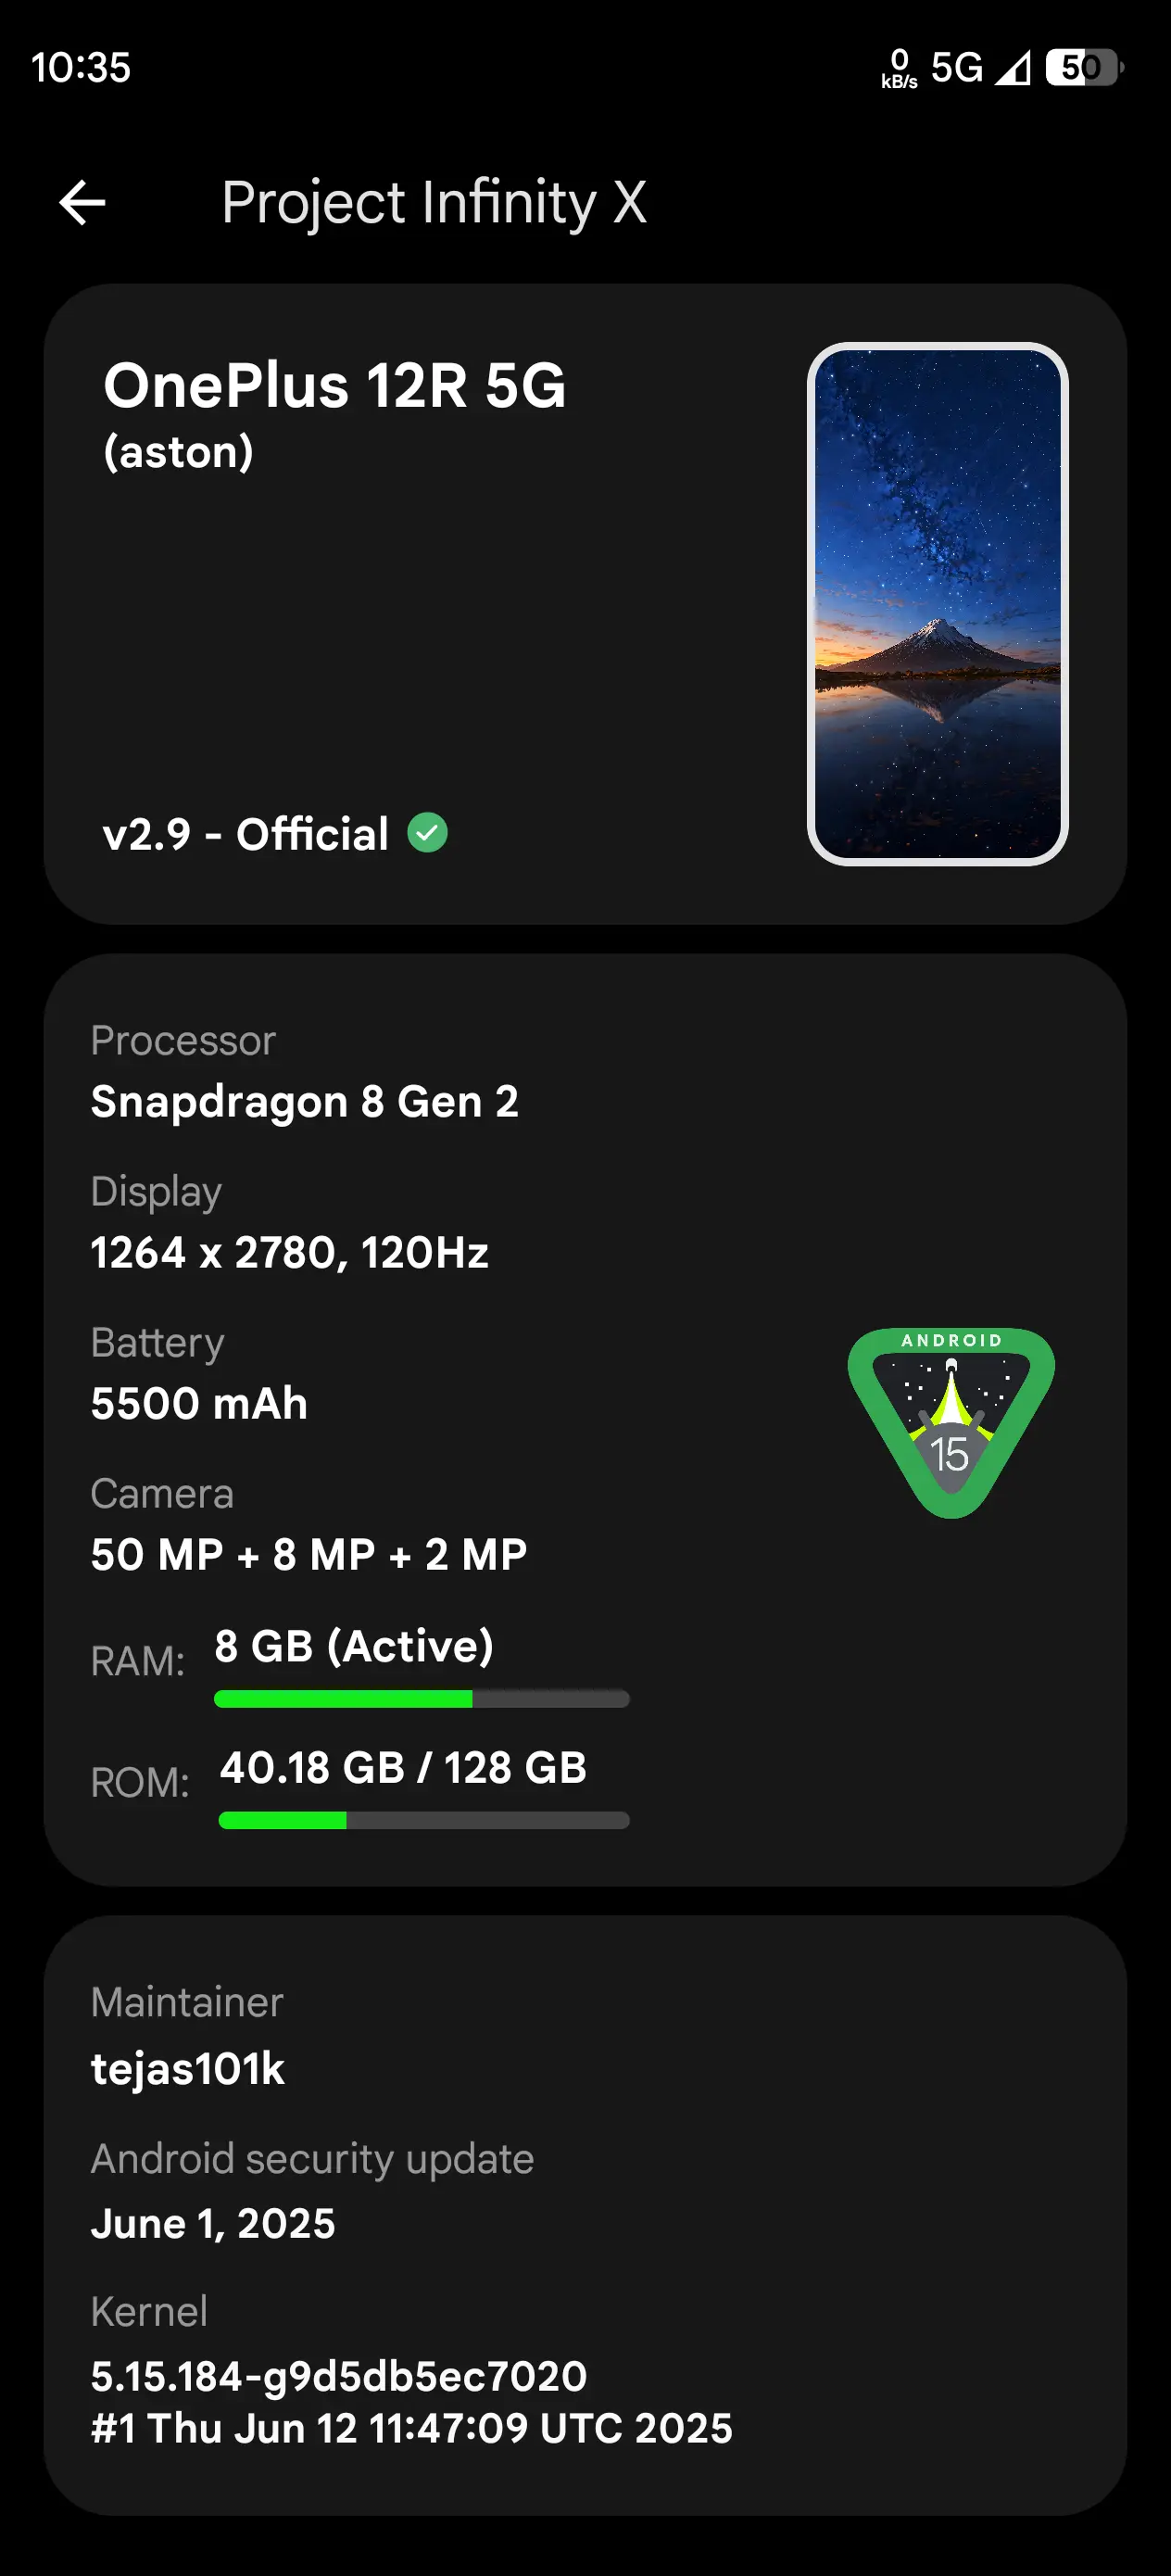 10:35
0
kB/s
5G
50
Project Infinity X
OnePlus 12R 5G
(aston)
v2.9 - Official
Processor
Snapdragon 8 Gen 2
Display
1264 x 2780, 120Hz
Battery
5500 mAh
ANDROID
15
Camera
50 MP + 8 MP + 2 MP
RAM: 8 GB (Active)
ROM: 40.18 GB / 128 GB
Maintainer
tejas101k
Android security update
June 1, 2025
Kernel
5.15.184-g9d5db5ec7020
#1 Thu Jun 12 11:47:09 UTC 2025